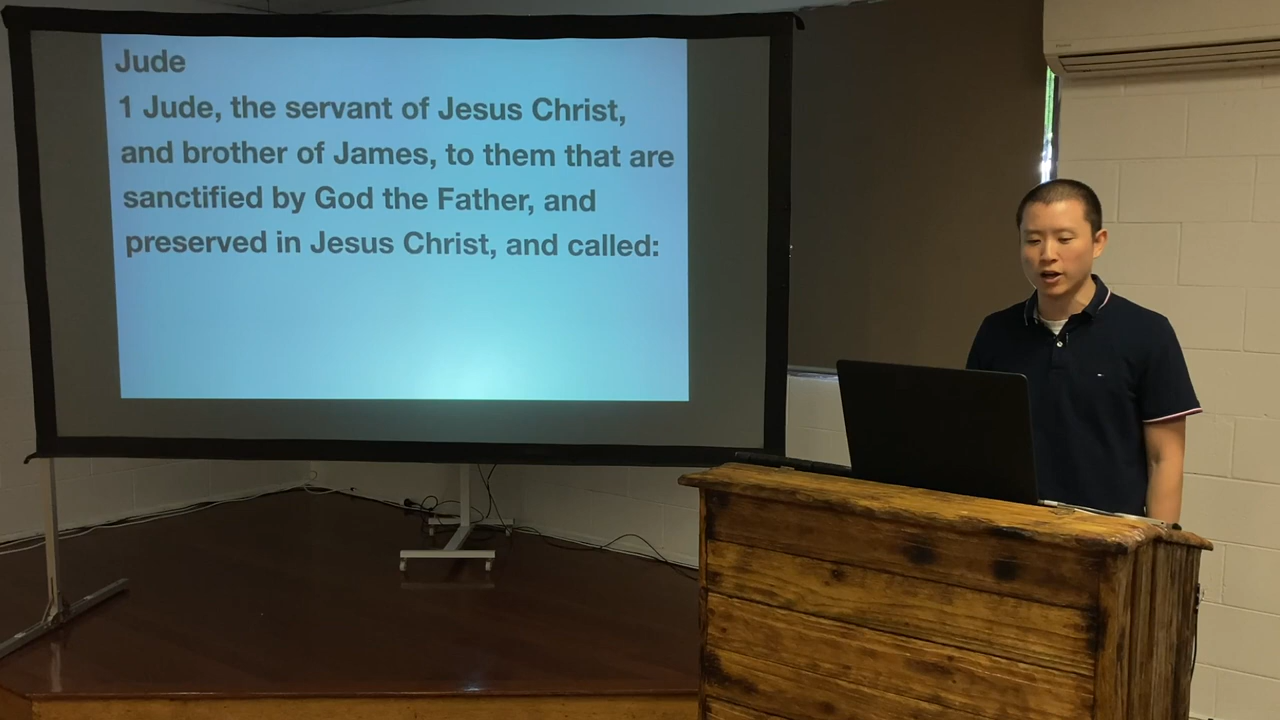 Jude
1 Jude, the servant of Jesus Christ,
and brother of James, to them that are
sanctified by God the Father, and
preserved in Jesus Christ, and called: